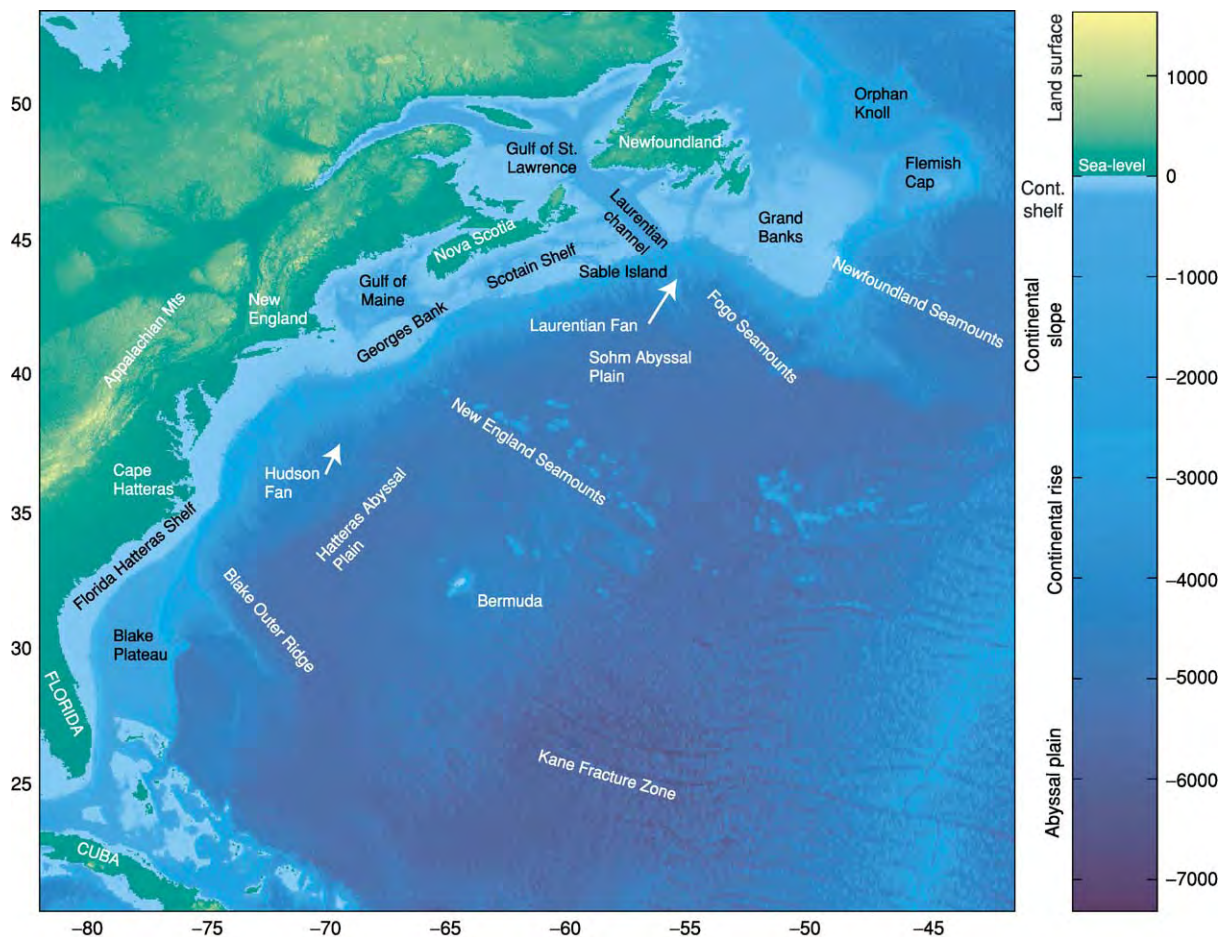 50
45
40
35
30
25
−80
−75
−70
−65
−60
−55
−50
−45
Orphan
Knoll
Newfoundland
Gulf of St.
Lawrence
Flemish
Cap
Laurentian
channel
Grand
Banks
Nova Scotia
Scotain Shelf
Sable Island
Gulf of
Maine
Newfoundland Seamounts
New
England
Georges Bank
Appalachian Mts
Laurentian Fan
Fogo Seamounts
Sohm Abyssal
Plain
New England Seamounts
Cape
Hatteras
Hudson
Fan
Hatteras Abyssal
Plain
Florida Hatteras Shelf
Blake Outer Ridge
Bermuda
Blake
Plateau
FLORIDA
Kane Fracture Zone
CUBA
Land surface
Sea-level
Cont.
shelf
Continental
slope
Continental rise
Abyssal plain
1000
0
−1000
−2000
−3000
−4000
−5000
−6000
−7000